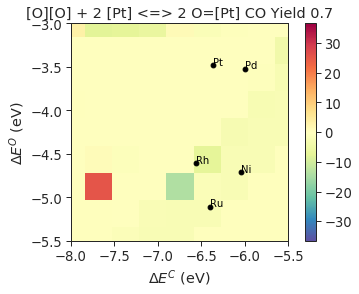 [O][O] + 2 [Pt] <=> 2 O=[Pt] CO Yield 0.7
−3.0
−3.5
−4.0
−4.5
−5.0
−5.5
ΔE^O (eV)
Pt
Pd
Rh
Ni
Ru
−8.0 −7.5 −7.0 −6.5 −6.0 −5.5
ΔE^C (eV)
30
20
10
0
−10
−20
−30